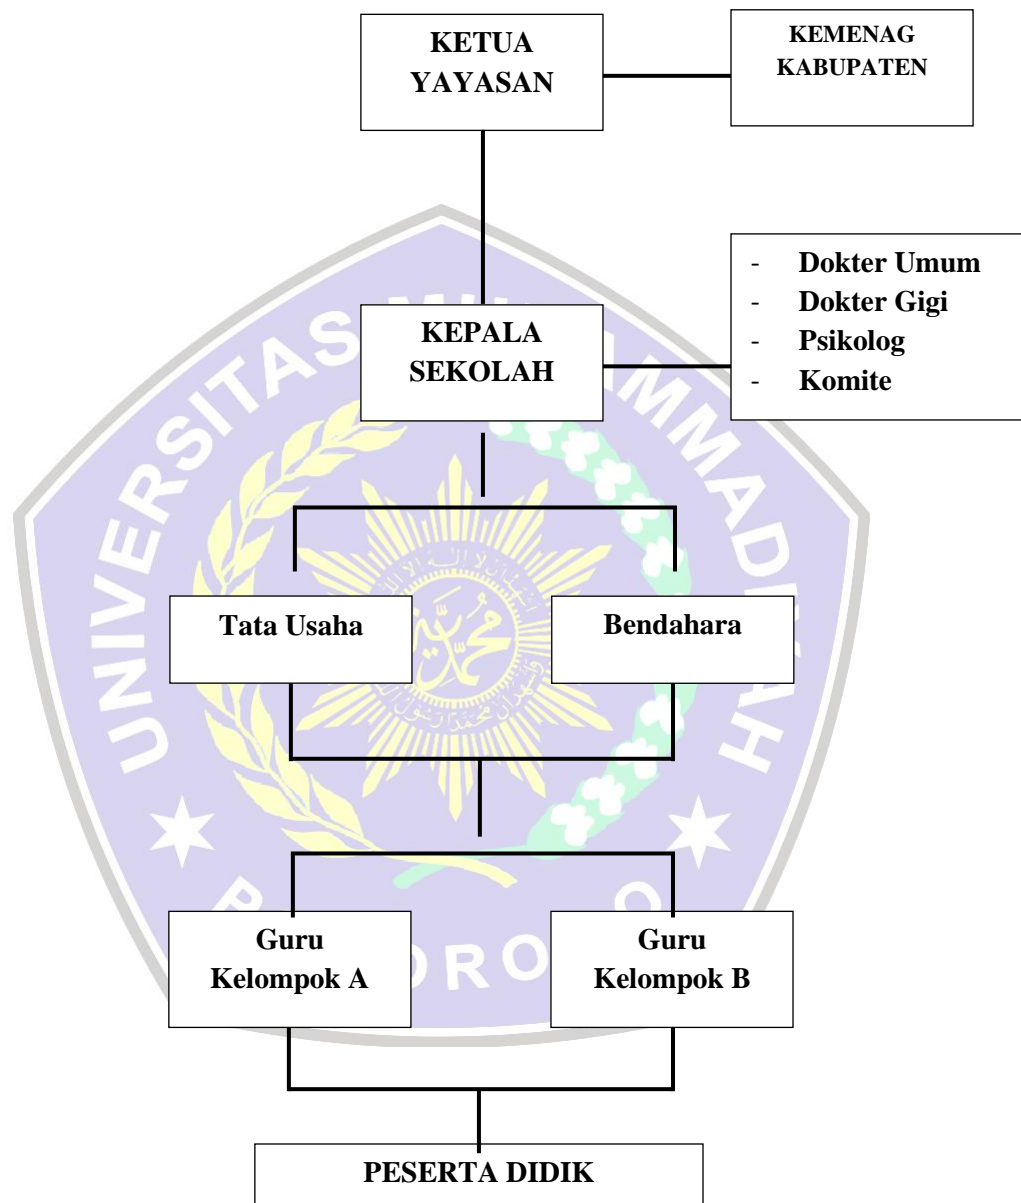 KETUA
YAYASAN
KEMENAG
KABUPATEN
- Dokter Umum
- Dokter Gigi
- Psikolog
- Komite
KEPALA
SEKOLAH
Tata Usaha
Bendahara
Guru
Kelompok A
Guru
Kelompok B
PESERTA DIDIK
UNIVERSITAS